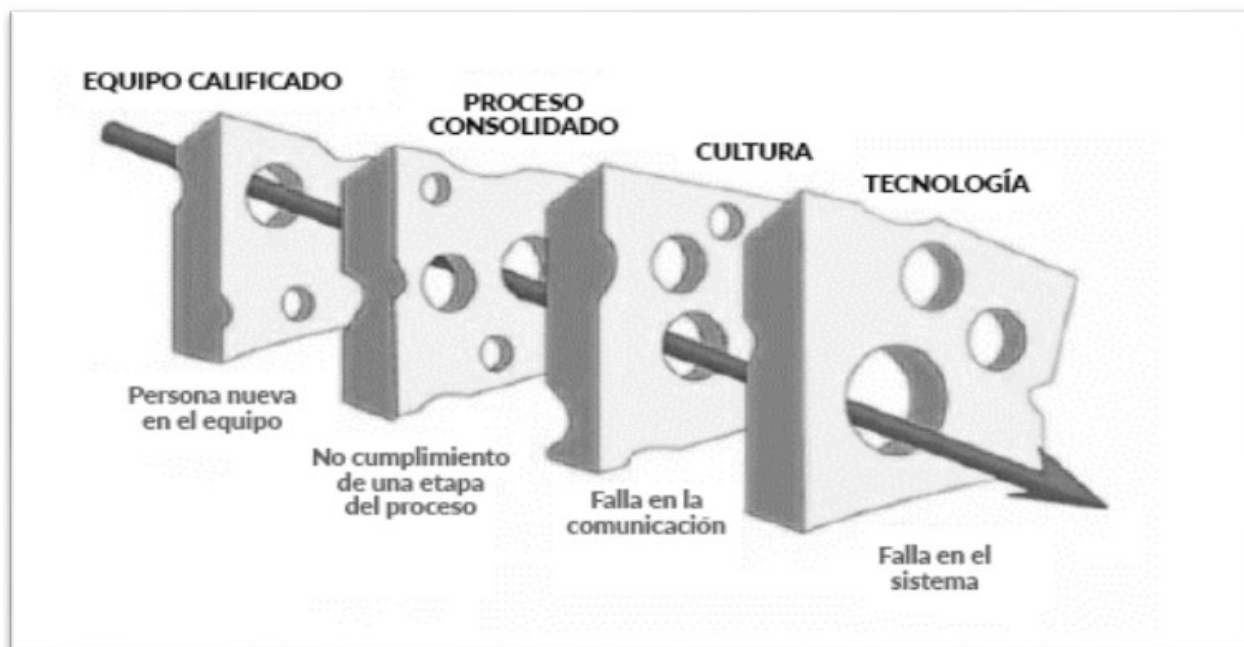 EQUIPO CALIFICADO
PROCESO
CONSOLIDADO
CULTURA
TECNOLOGÍA
Persona nueva
en el equipo
No cumplimiento
de una etapa
del proceso
Falla en la
comunicación
Falla en el
sistema